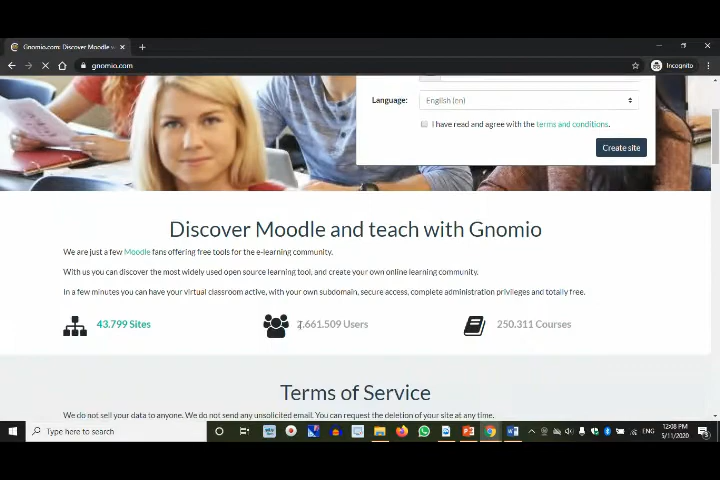 Gnomio.com: Discover Moodle
gnomio.com
Incognito
Language:
English (en)
I have read and agree with the terms and conditions.
Create site
Discover Moodle and teach with Gnomio
We are just a few Moodle fans offering free tools for the e-learning community.
With us you can discover the most widely used open source learning tool, and create your own online learning community.
In a few minutes you can have your virtual classroom active, with your own subdomain, secure access, complete administration privileges and totally free.
43.799 Sites
2.661.509 Users
250.311 Courses
Terms of Service
We do not sell your data to anyone. We do not send any unsolicited email. You can request the deletion of your site at any time.
Type here to search
ENG
12:08 PM
5/11/2020